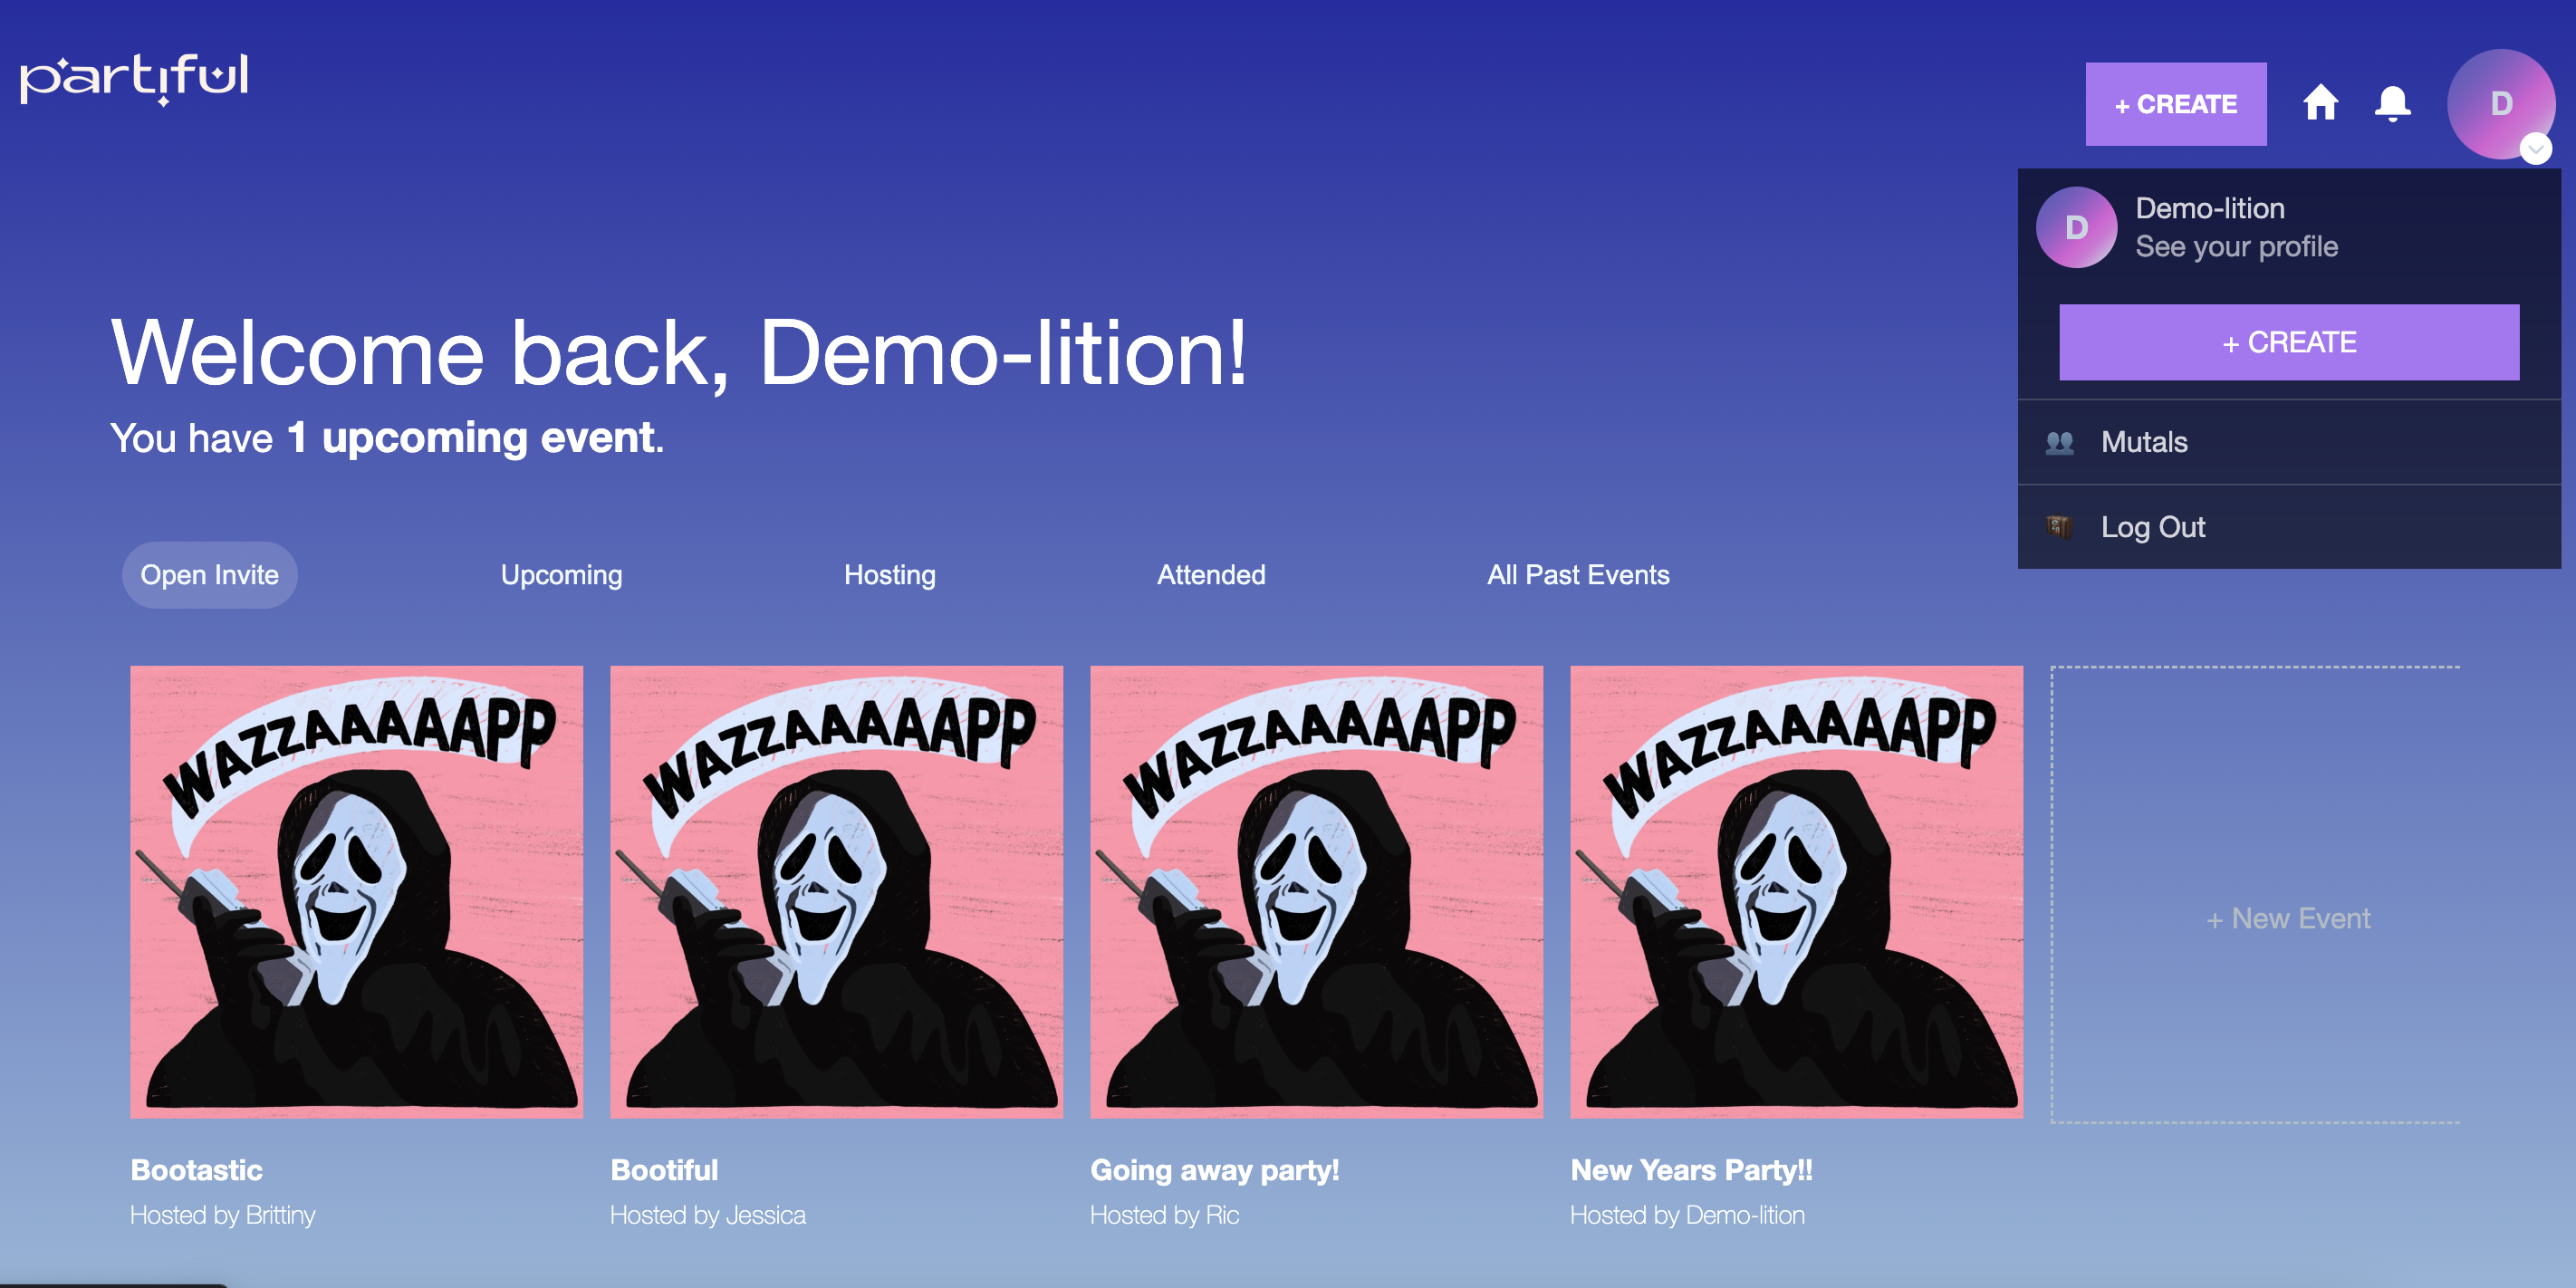 partiful
+ CREATE
D
D
Demo-lition
See your profile
+ CREATE
Mutals
Log Out
Welcome back, Demo-lition!
You have 1 upcoming event.
Open Invite
Upcoming
Hosting
Attended
All Past Events
WAZZAAAAAPP
WAZZAAAAAPP
WAZZAAAAAPP
WAZZAAAAAPP
+ New Event
Bootastic
Hosted by Brittiny
Bootiful
Hosted by Jessica
Going away party!
Hosted by Ric
New Years Party!!
Hosted by Demo-lition